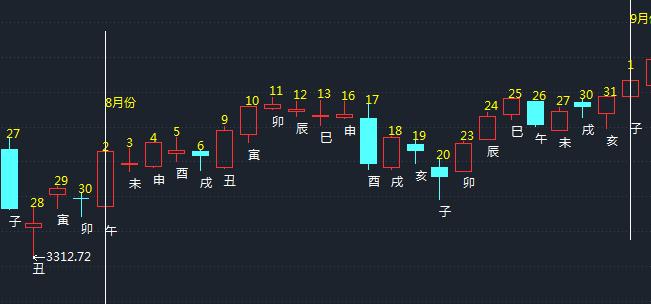 9月份
8月份
27
子
28
丑
←3312.72
29
寅
30
卯
2
午
3
未
4
申
5
酉
6
戌
9
丑
10
寅
11
卯
12
辰
13
巳
16
申
17
酉
18
戌
19
亥
20
子
23
卯
24
辰
25
巳
26
午
27
未
30
戌
31
亥
1
子